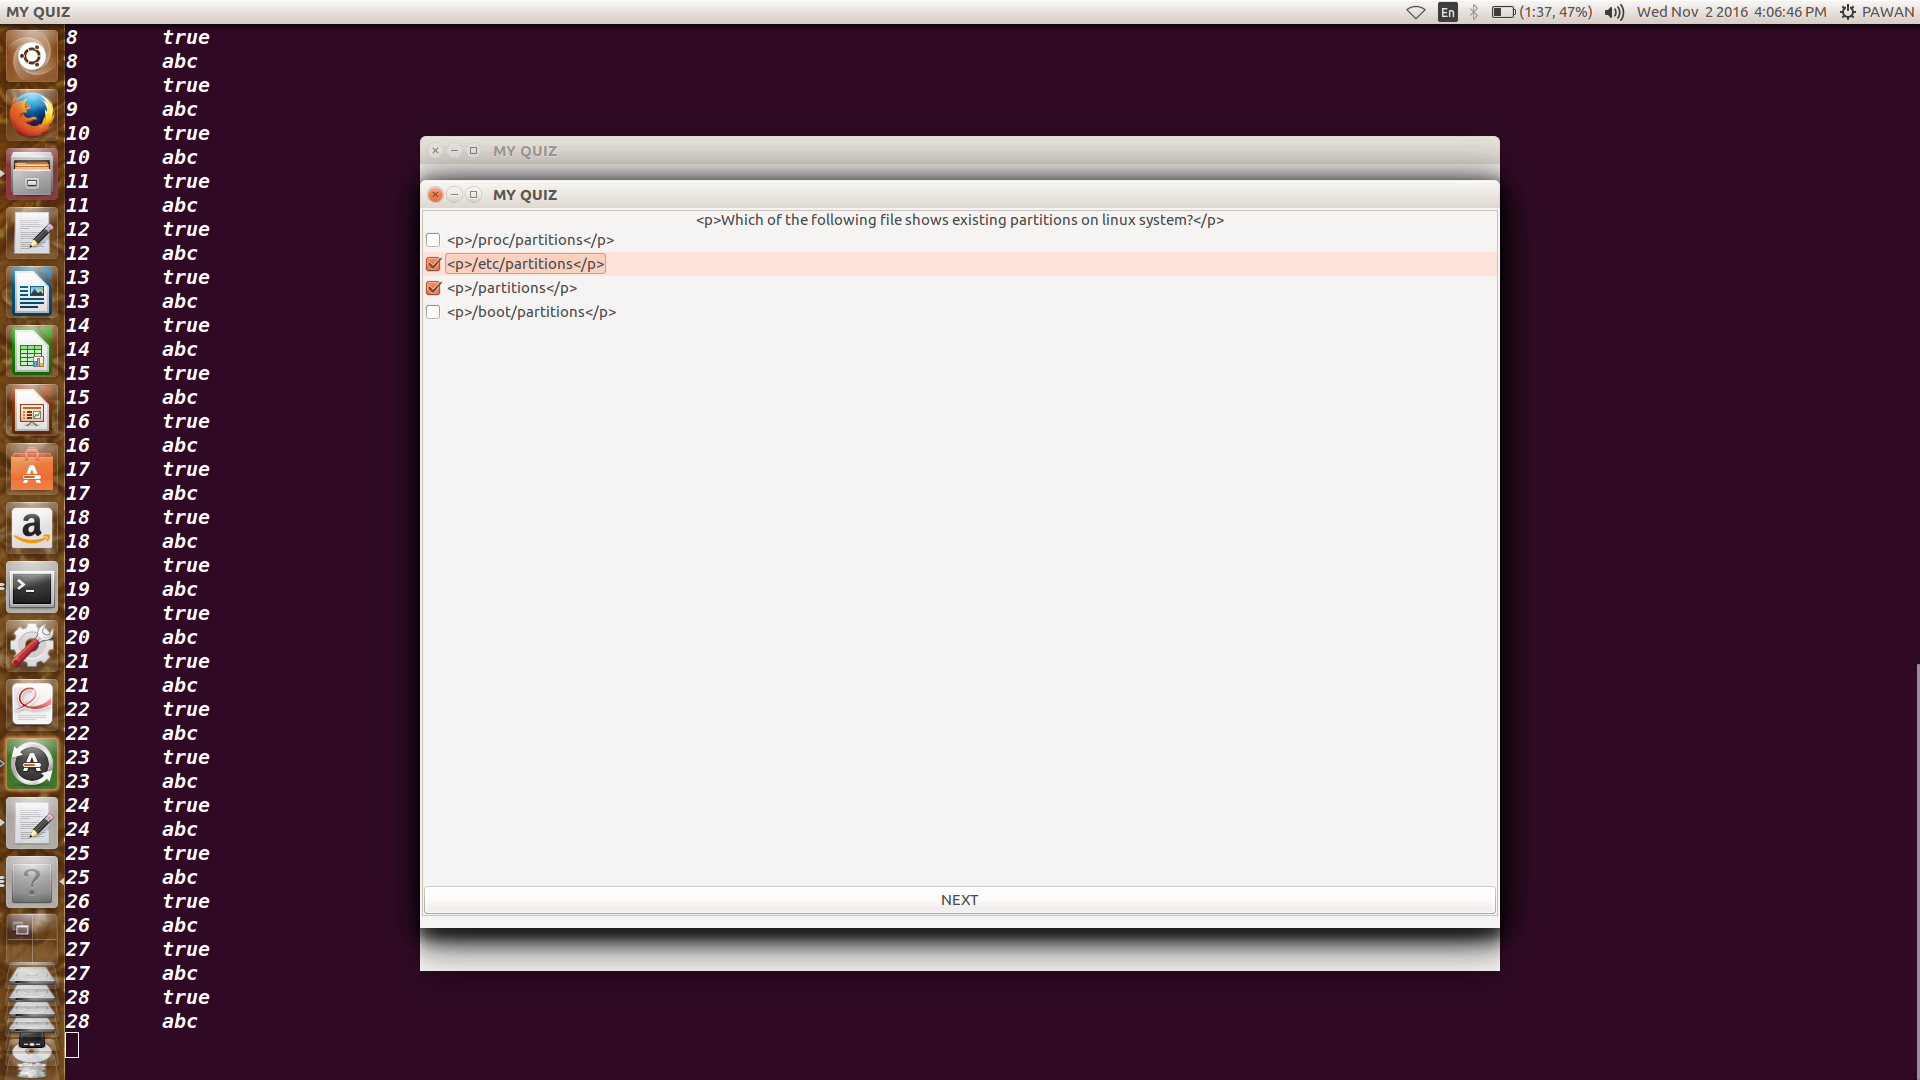 MY QUIZ
En
(1:37, 47%)
Wed Nov 2 2016 4:06:46 PM
PAWAN
8 true
8 abc
9 true
9 abc
10 true
10 abc
11 true
11 abc
12 true
12 abc
13 true
13 abc
14 true
14 abc
15 true
15 abc
16 true
16 abc
17 true
17 abc
18 true
18 abc
19 true
19 abc
20 true
20 abc
21 true
21 abc
22 true
22 abc
23 true
23 abc
24 true
24 abc
25 true
25 abc
26 true
26 abc
27 true
27 abc
28 true
28 abc
MY QUIZ
MY QUIZ
<p>Which of the following file shows existing partitions on linux system?</p>
<p>/proc/partitions</p>
<p>/etc/partitions</p>
<p>/partitions</p>
<p>/boot/partitions</p>
NEXT